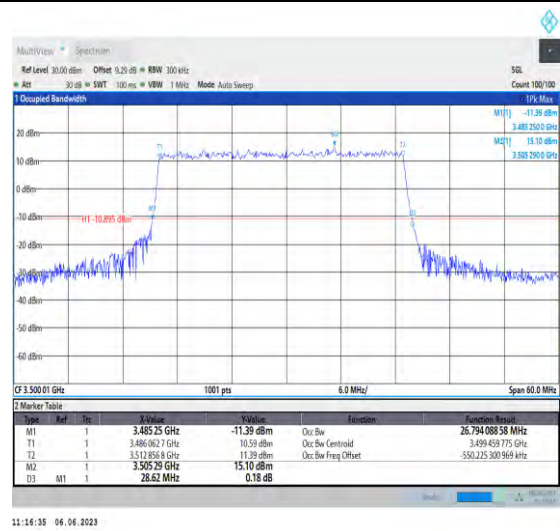 MultiView Spectrum
Ref Level 30.00 dBm Offset 9.29 dB RBW 300 kHz SGL
Att 30 dB SWT 100 ms VBW 1 MHz Mode Auto Sweep Count 100/100
1 Occupied Bandwidth 1Pk Max
M1[1] -11.39 dBm
3.485 250 0 GHz
M2[1] 15.10 dBm
3.505 290 0 GHz
20 dBm
M2
T1 T2
10 dBm
0 dBm
M1 D3
-10 dBm
H1 -10.895 dBm
-20 dBm
-30 dBm
-40 dBm
-50 dBm
-60 dBm
CF 3.500 01 GHz 1001 pts 6.0 MHz/ Span 60.0 MHz
2 Marker Table
Type Ref Trc X-Value Y-Value Function Function Result
M1 1 3.485 25 GHz -11.39 dBm Occ Bw 26.794 088 58 MHz
T1 1 3.486 062 7 GHz 10.59 dBm Occ Bw Centroid 3.499 459 775 GHz
T2 1 3.512 856 8 GHz 11.39 dBm Occ Bw Freq Offset -550.225 300 969 kHz
M2 1 3.505 29 GHz 15.10 dBm
D3 M1 1 28.62 MHz 0.18 dB
Ready
11:16:35 06.06.2023